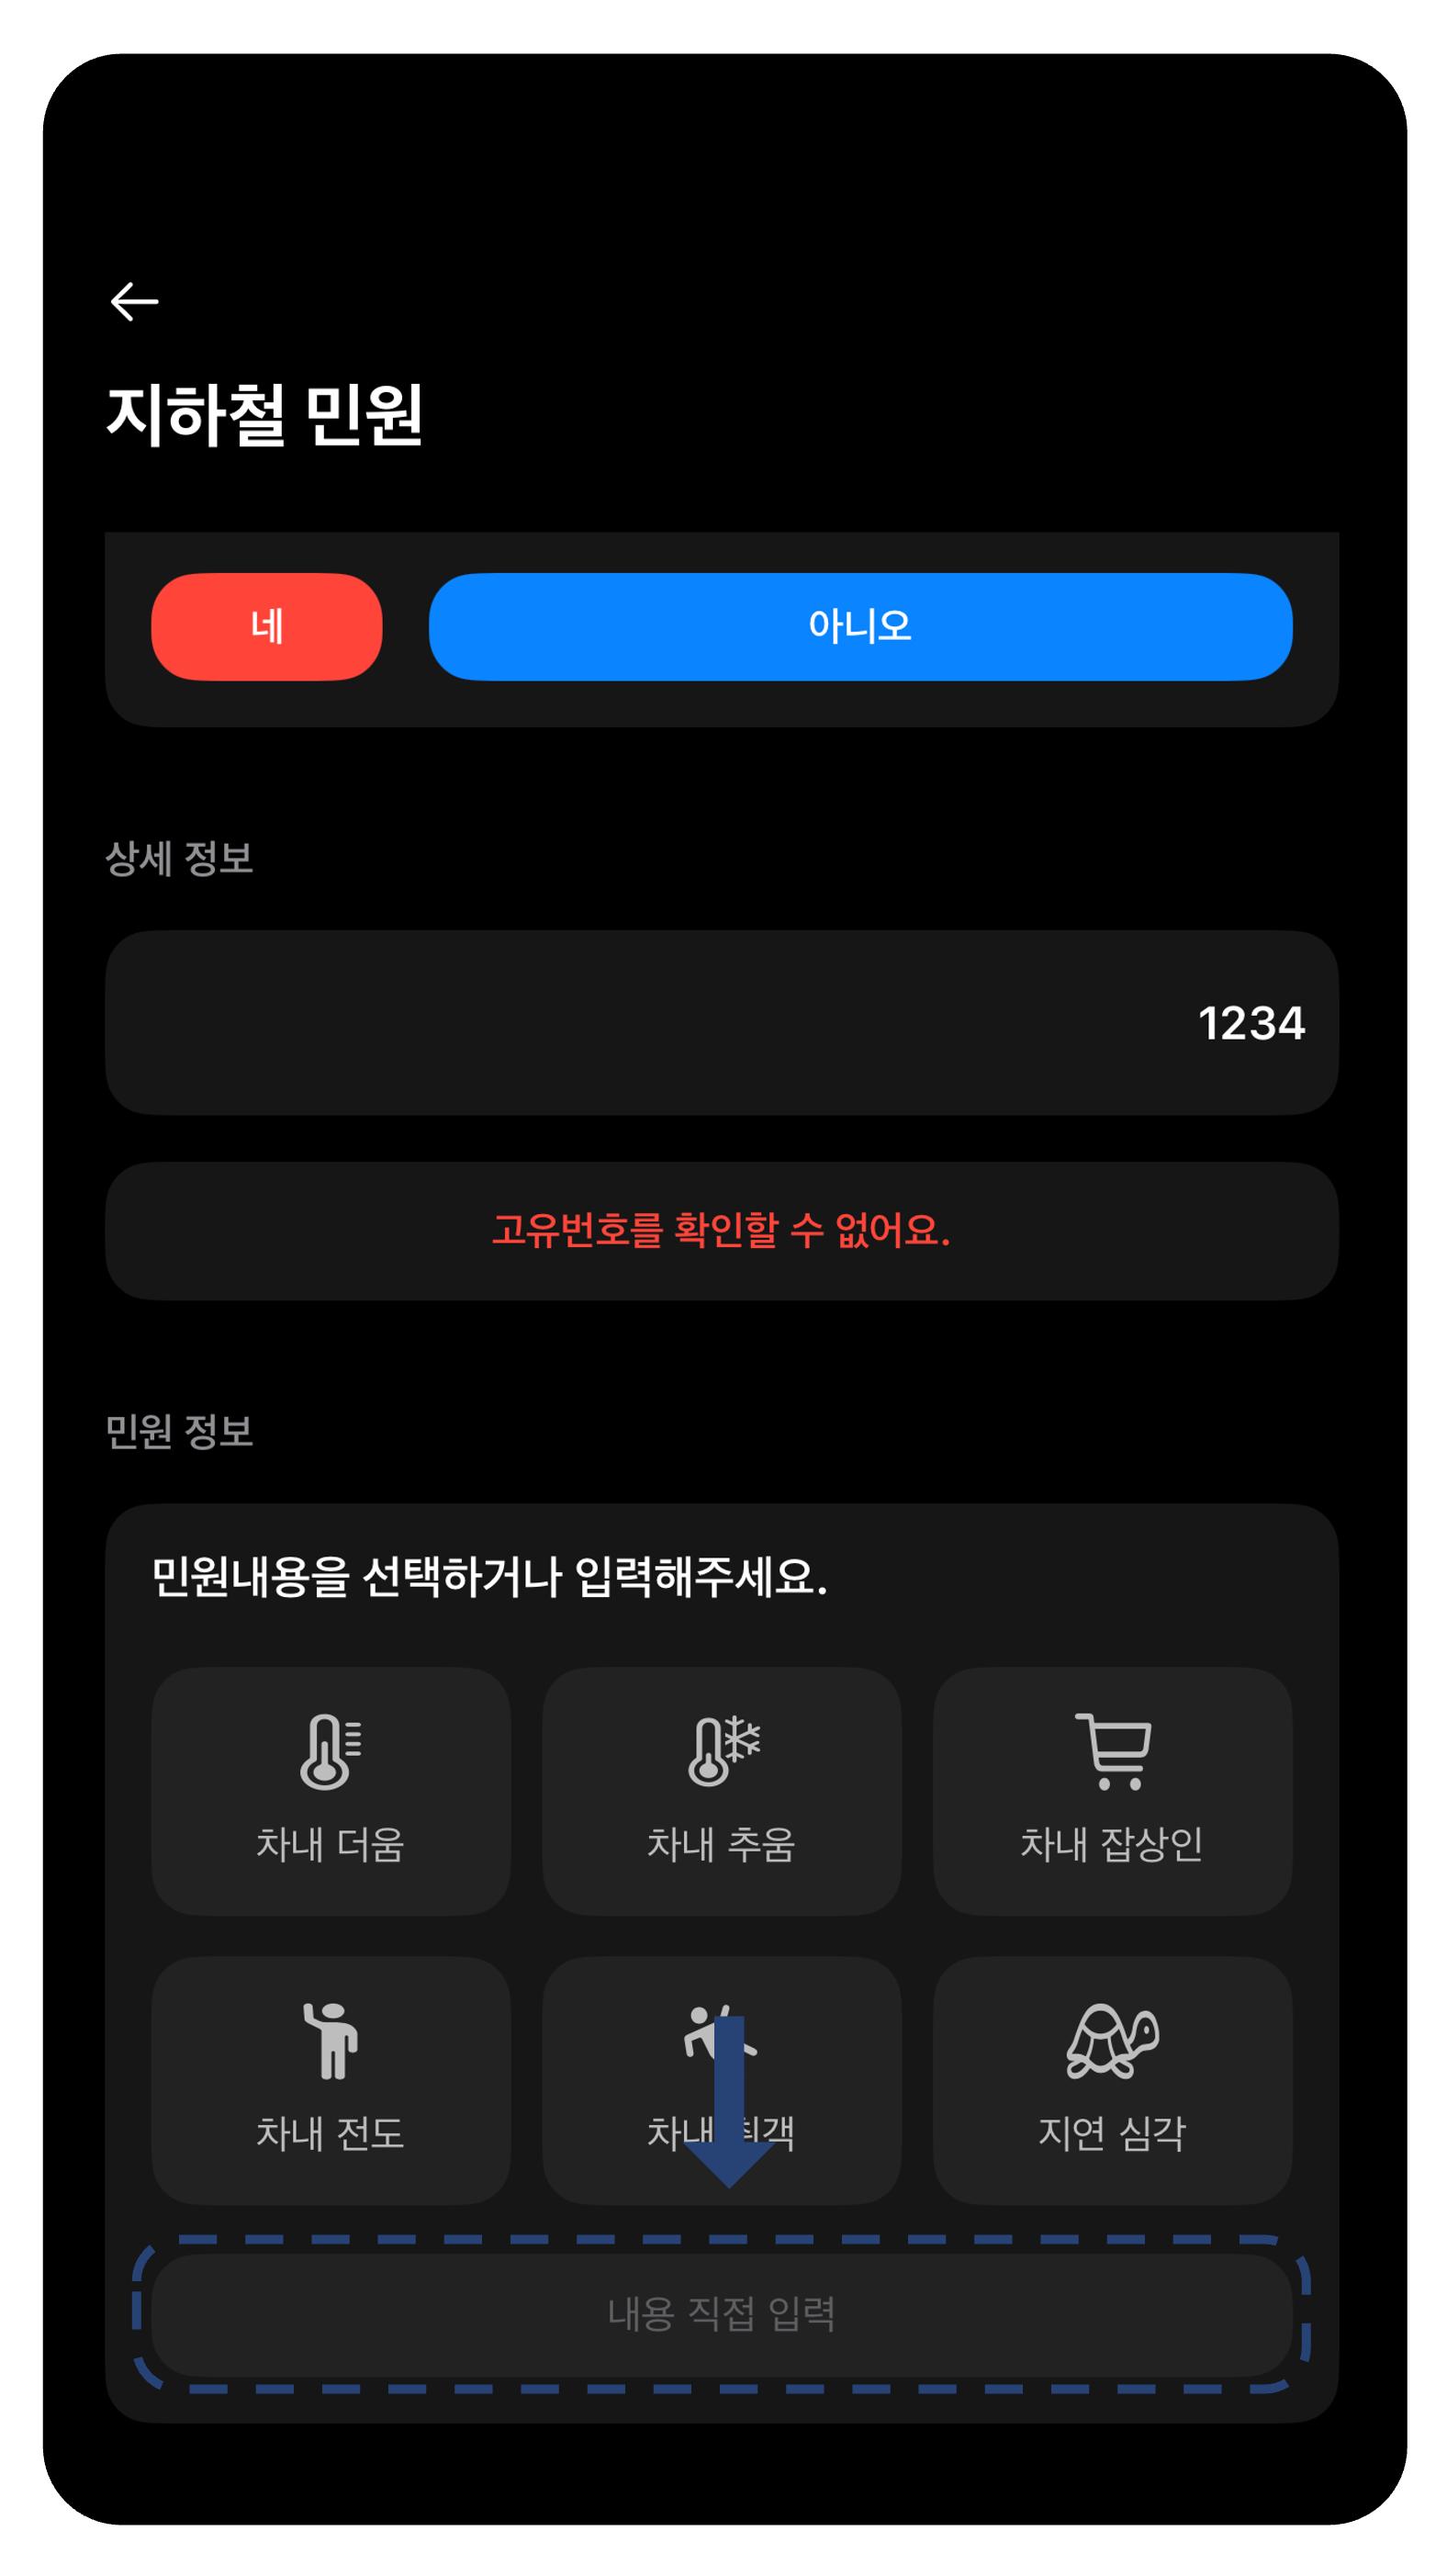 지하철 민원
네
아니오
상세 정보
1234
고유번호를 확인할 수 없어요.
민원 정보
민원내용을 선택하거나 입력해주세요.
차내 더움
차내 추움
차내 잡상인
차내 전도
차내
지연 심각
내용 직접 입력